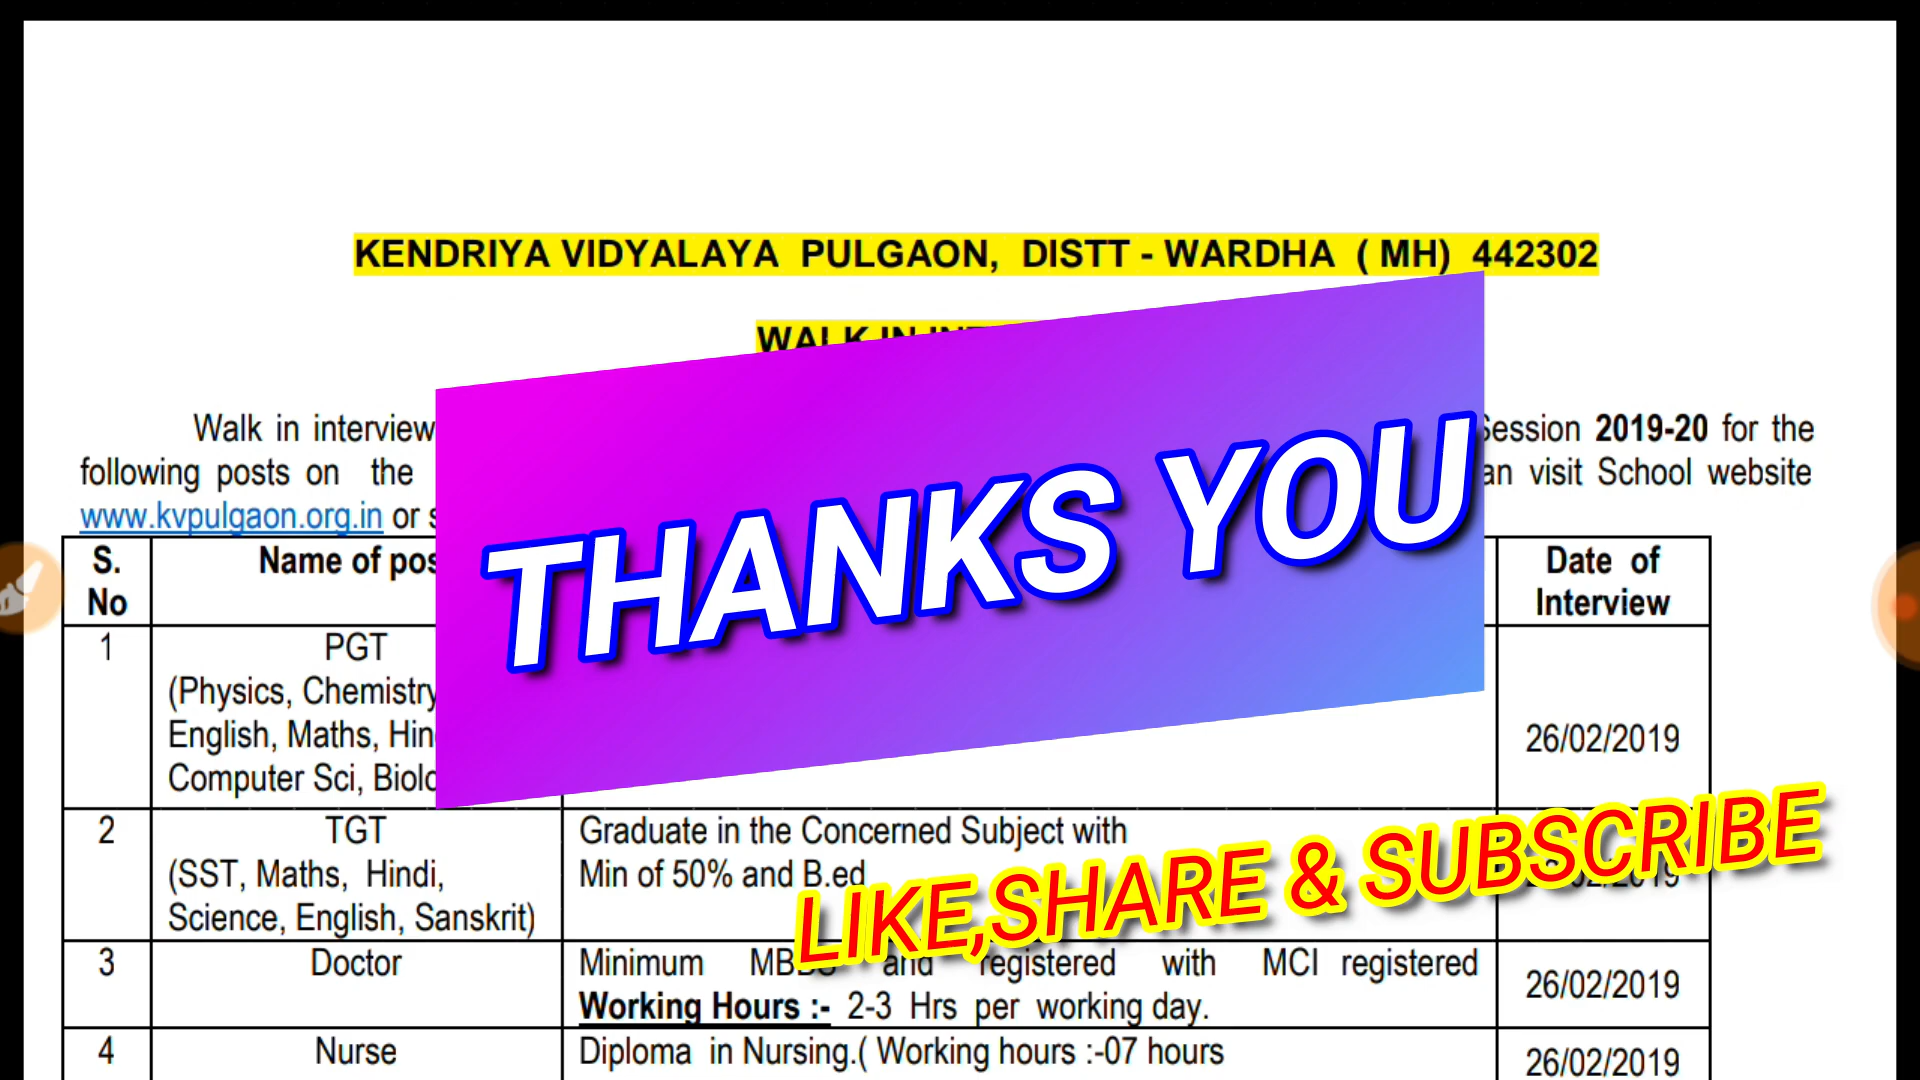 KENDRIYA VIDYALAYA PULGAON, DISTT - WARDHA ( MH) 442302
WALK IN
Walk in interview Session 2019-20 for the
following posts on the visit School website
www.kvpulgaon.org.in or
THANKS YOU
S. No Name of Date of Interview
1 PGT
(Physics, Chemistry
English, Maths,
Computer Sci,
26/02/2019
2 TGT Graduate in the Concerned Subject with
(SST, Maths, Hindi, Min of 50% and B.ed
Science, English, Sanskrit)
LIKE,SHARE & SUBSCRIBE
3 Doctor Minimum and registered with MCI registered
Working Hours :- 2-3 Hrs per working day.
26/02/2019
4 Nurse Diploma in Nursing.( Working hours :-07 hours
26/02/2019